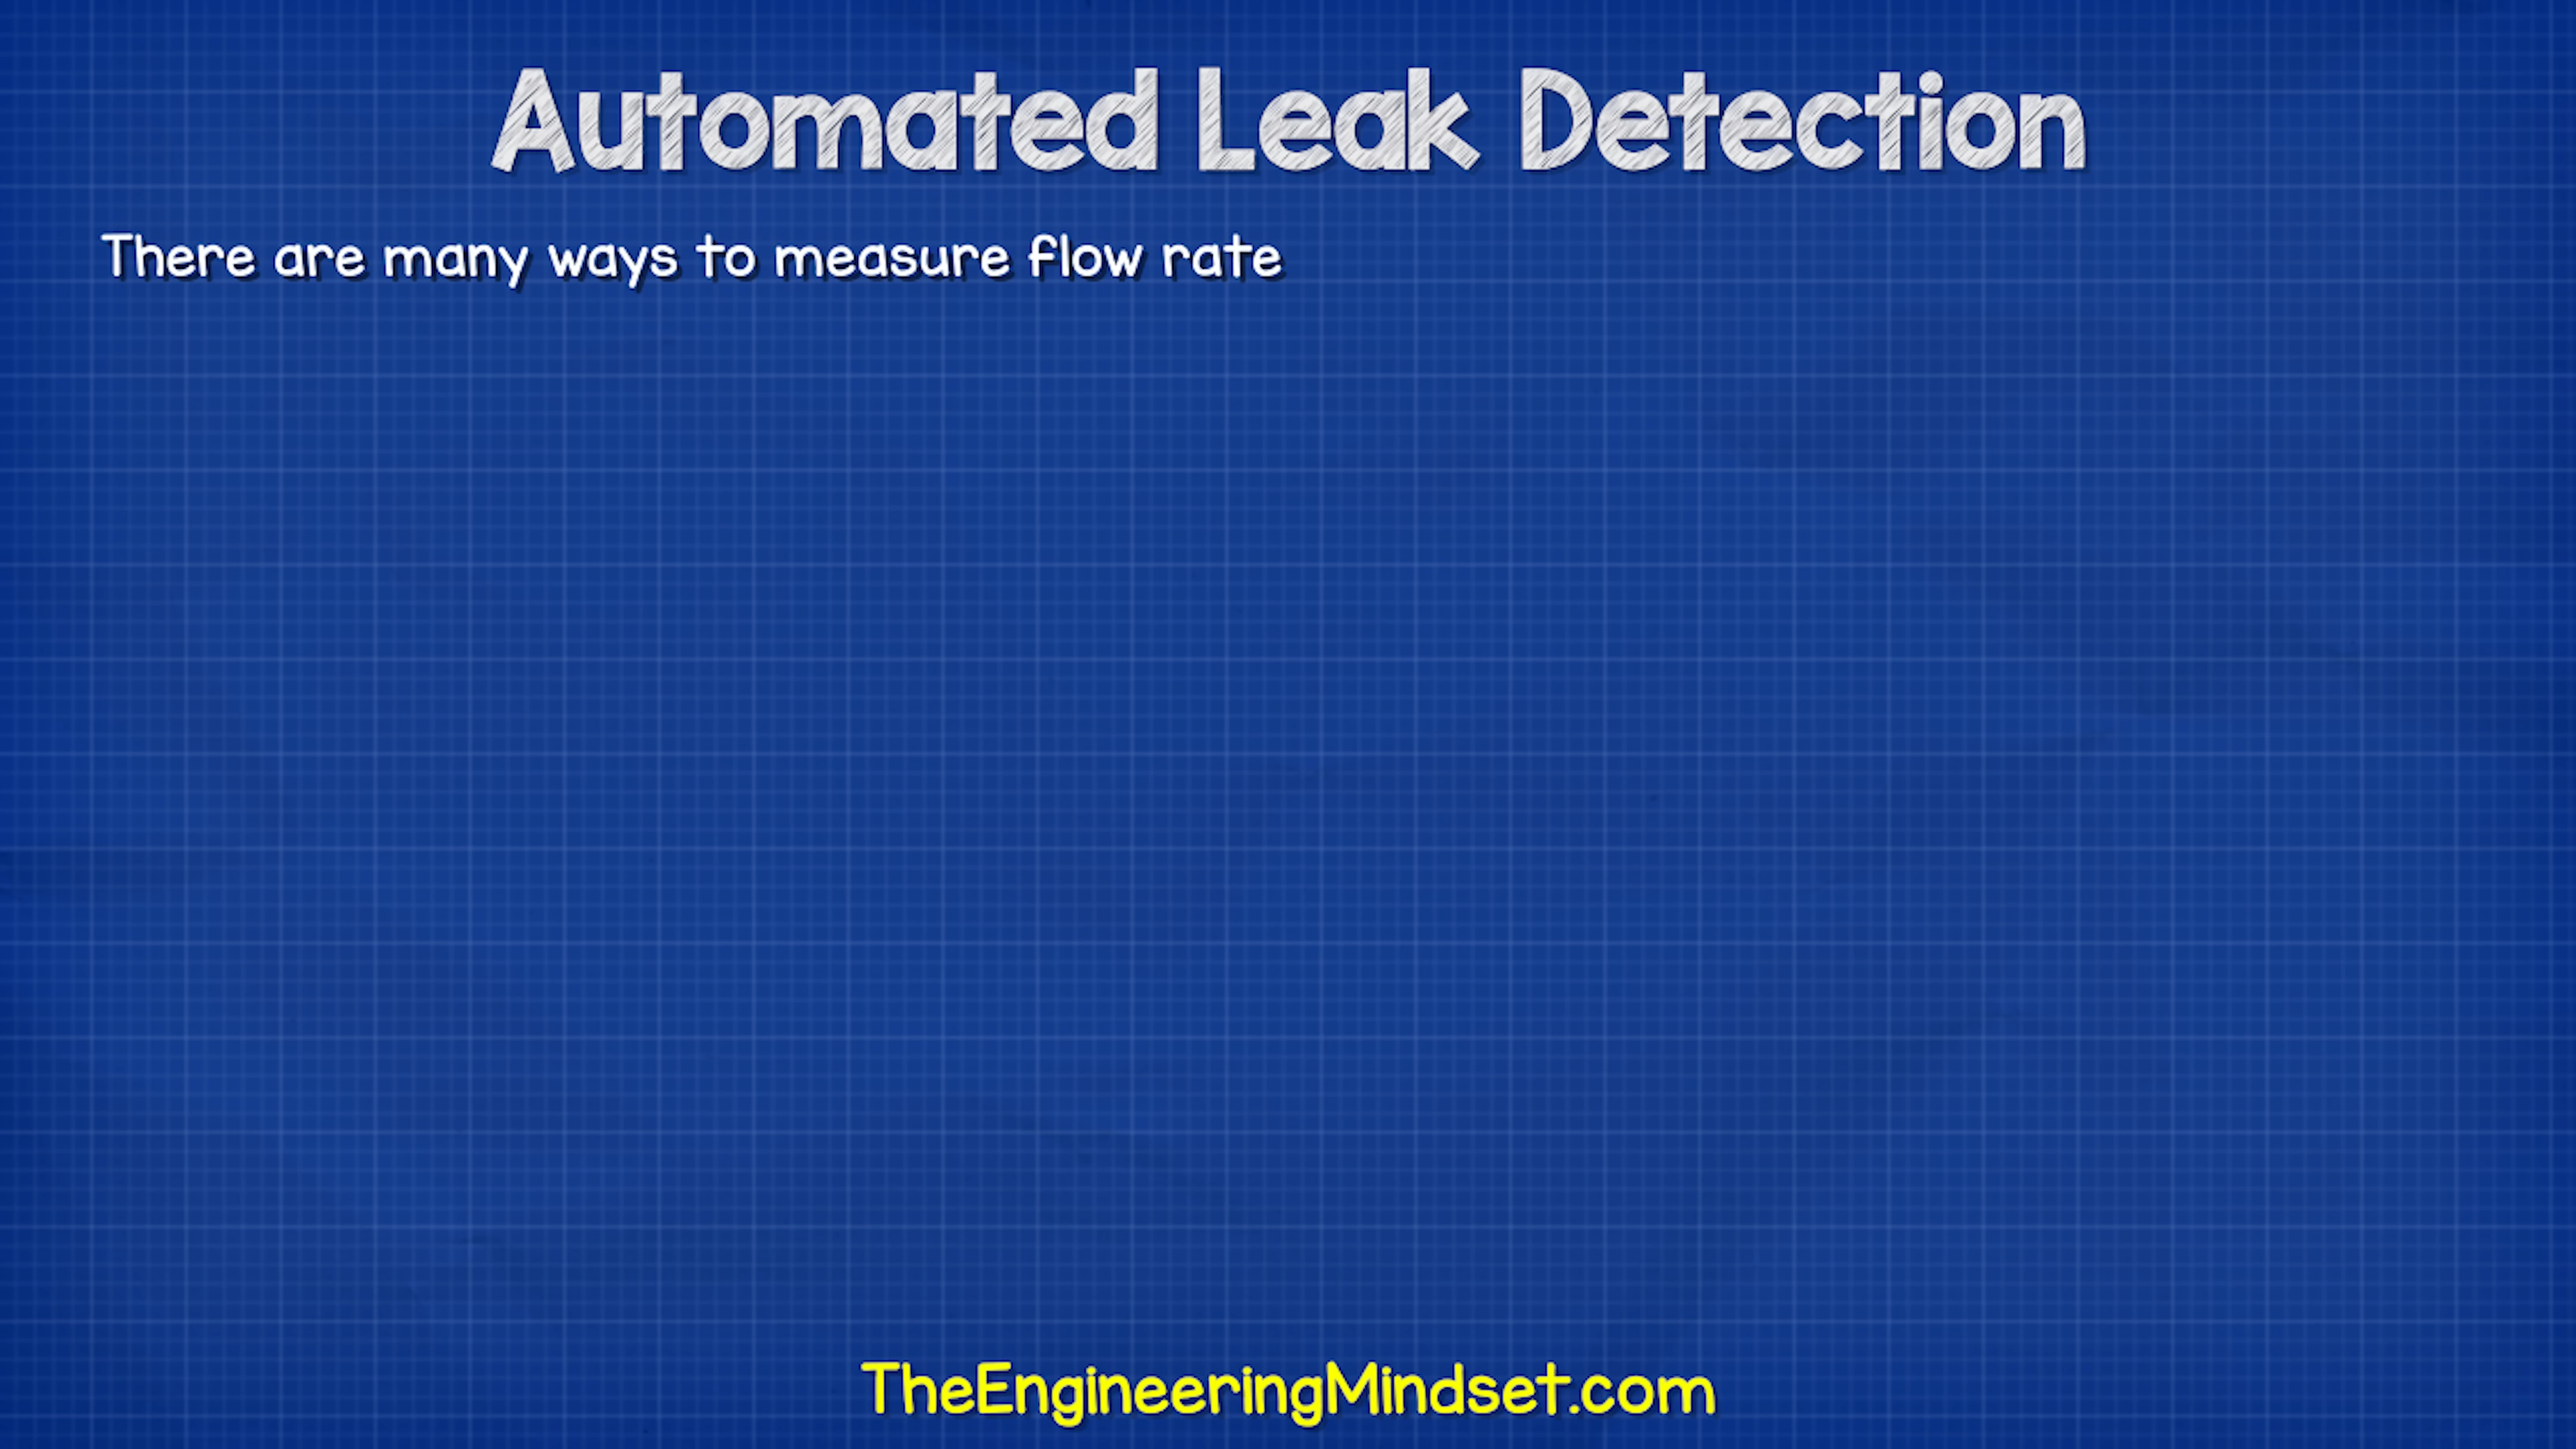 Automated Leak Detection
There are many ways to measure flow rate
TheEngineeringMindset.com